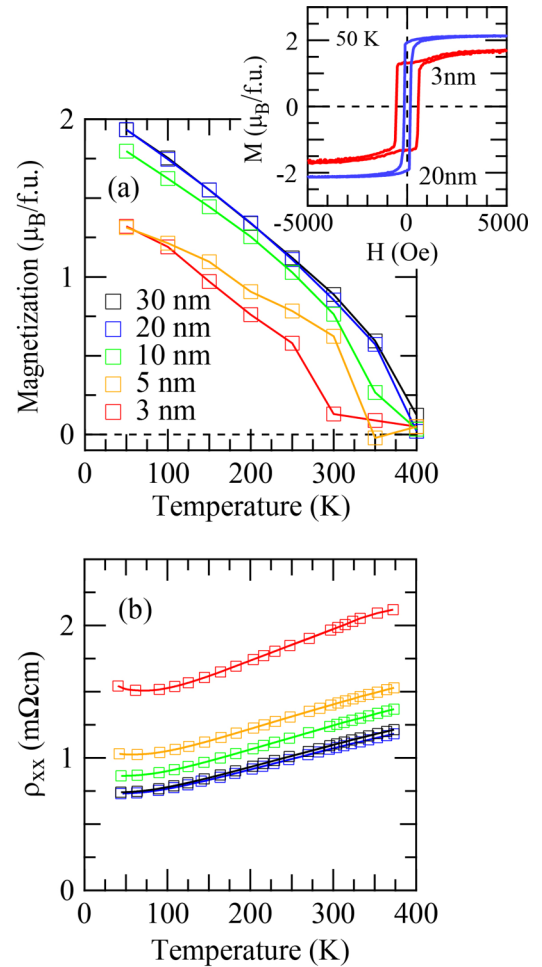 2
0
-2
M (μB/f.u.)
50 K
3nm
20nm
-5000
0
5000
H (Oe)
2
1
0
Magnetization (μB/f.u.)
(a)
30 nm
20 nm
10 nm
5 nm
3 nm
0
100
200
300
400
Temperature (K)
(b)
2
1
0
ρxx (mΩcm)
0
100
200
300
400
Temperature (K)